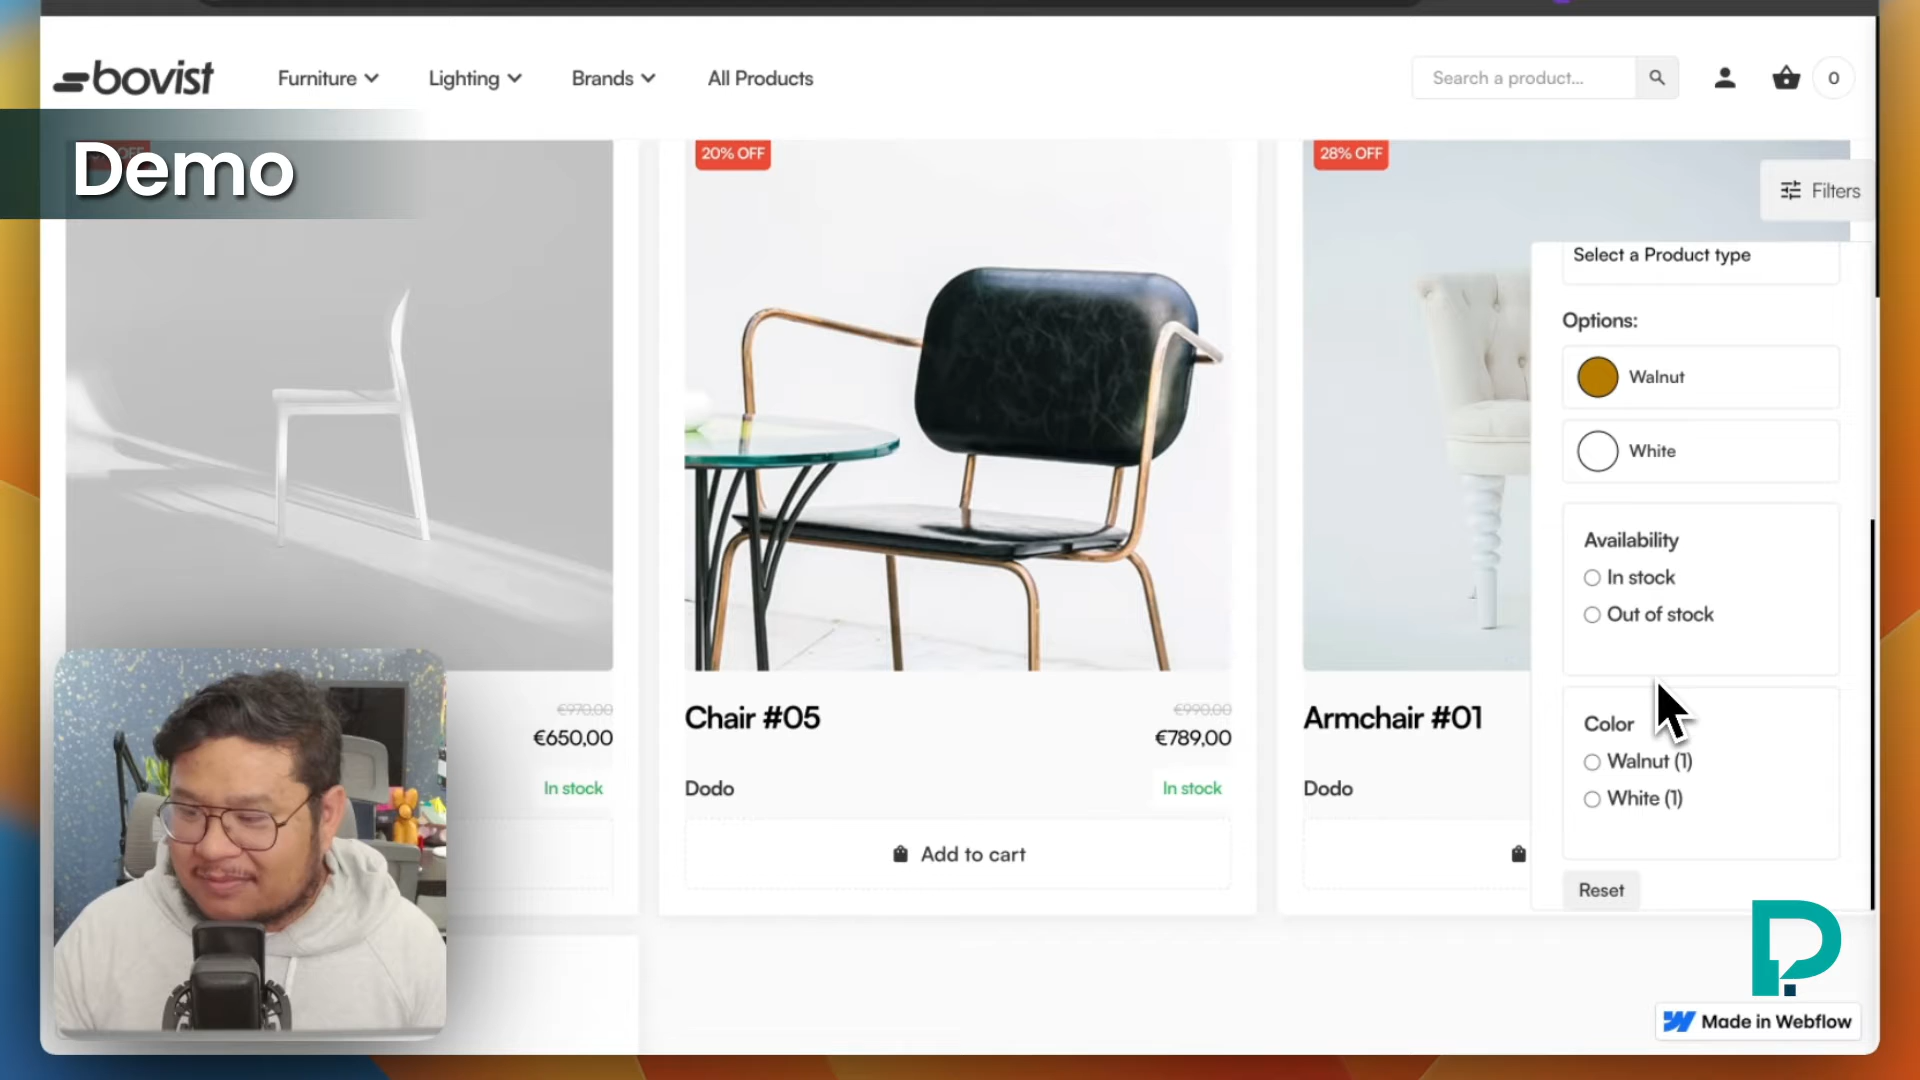 bovist
Furniture
Lighting
Brands
All Products
Search a product...
0
Demo
20% OFF
28% OFF
Filters
Select a Product type
Options:
Walnut
White
Availability
In stock
Out of stock
Color
Walnut (1)
White (1)
Reset
€970,00
€650,00
In stock
Chair #05
€990,00
€789,00
Dodo
In stock
Add to cart
Armchair #01
Dodo
Made in Webflow